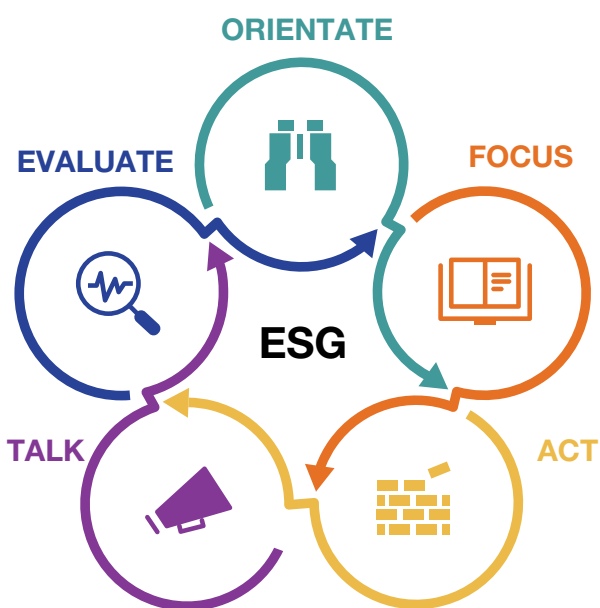 ORIENTATE
EVALUATE
FOCUS
ESG
TALK
ACT